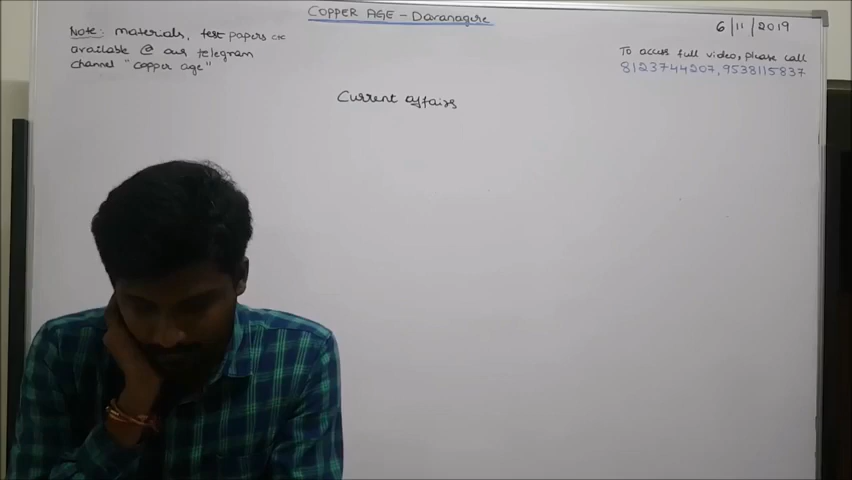 COPPER AGE - Davanagere
6/11/2019
Note: materials, test papers etc
available @ our telegram
channel "copper age"
To access full video, please call
8123744207, 9538115837
Current affairs